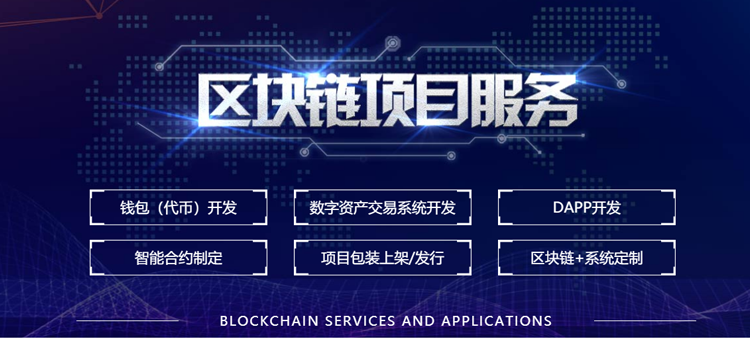 区块链项目服务
钱包（代币）开发
数字资产交易系统开发
DAPP开发
智能合约制定
项目包装上架/发行
区块链+系统定制
BLOCKCHAIN SERVICES AND APPLICATIONS